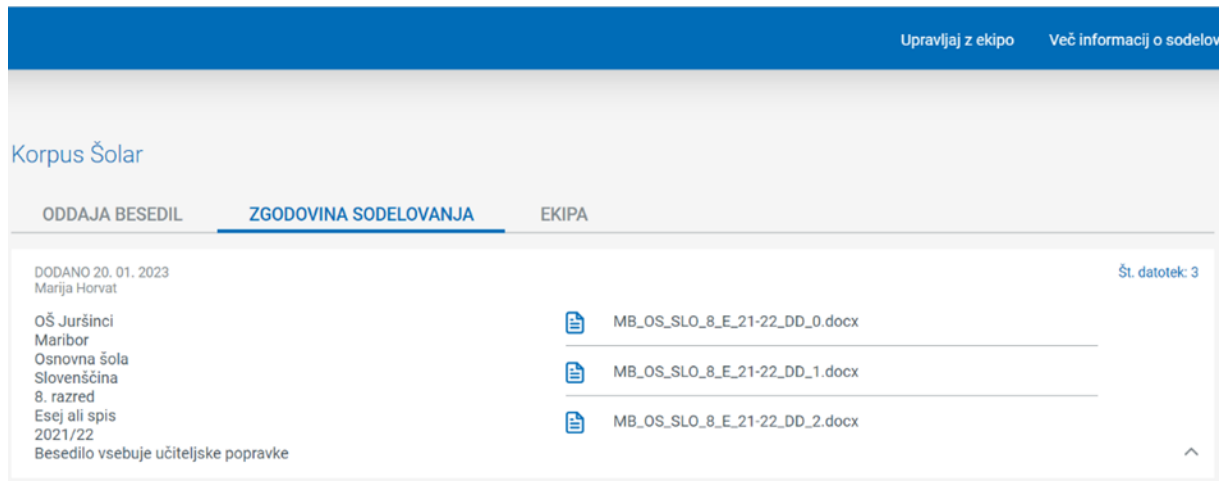 Upravljaj z ekipo Več informacij o
Korpus Šolar
ODDAJA BESEDIL ZGODOVINA SODELOVANJA EKIPA
DODANO 20. 01. 2023 Št. datotek: 3
Marija Horvat
OŠ Juršinci
Maribor
Osnovna šola
Slovenščina
8. razred
Esej ali spis
2021/22
Besedilo vsebuje učiteljske popravke
MB_OS_SLO_8_E_21-22_DD_0.docx
MB_OS_SLO_8_E_21-22_DD_1.docx
MB_OS_SLO_8_E_21-22_DD_2.docx